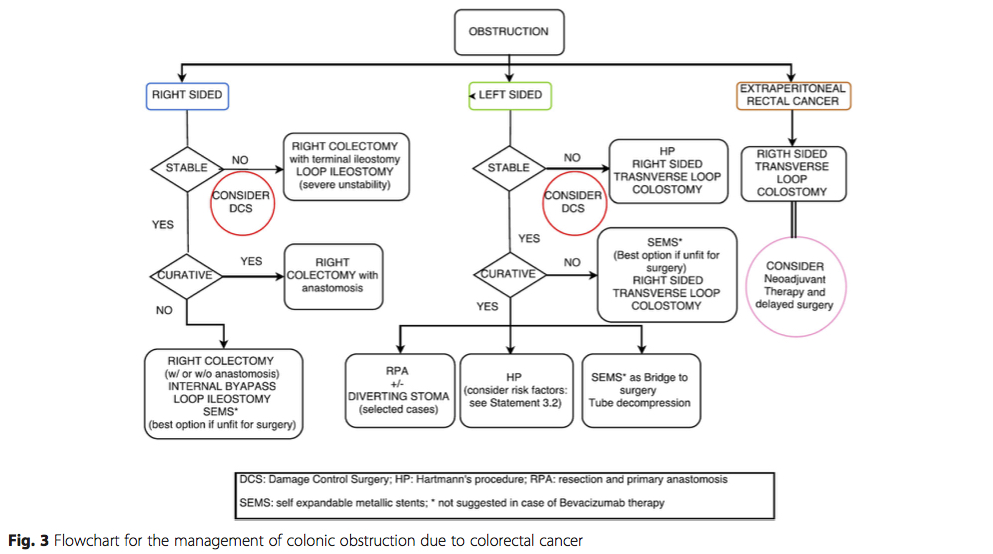 OBSTRUCTION
RIGHT SIDED
LEFT SIDED
EXTRAPERITONEAL
RECTAL CANCER
STABLE
NO
RIGHT COLECTOMY
with terminal ileostomy
LOOP ILEOSTOMY
(severe unstability)
CONSIDER
DCS
YES
CURATIVE
YES
RIGHT
COLECTOMY with
anastomosis
NO
RIGHT COLECTOMY
(w/ or w/o anastomosis)
INTERNAL BYAPASS
LOOP ILEOSTOMY
SEMS*
(best option if unfit for surgery)
STABLE
NO
HP
RIGHT SIDED
TRASNVERSE LOOP
COLOSTOMY
CONSIDER
DCS
YES
CURATIVE
NO
SEMS*
(Best option if unfit for
surgery)
RIGHT SIDED
TRANSVERSE LOOP
COLOSTOMY
YES
RPA
+/-
DIVERTING STOMA
(selected cases)
HP
(consider risk factors:
see Statement 3.2)
SEMS* as Bridge to
surgery
Tube decompression
RIGTH SIDED
TRANSVERSE
LOOP
COLOSTOMY
CONSIDER
Neoadjuvant
Therapy and
delayed surgery
DCS: Damage Control Surgery; HP: Hartmann's procedure; RPA: resection and primary anastomosis
SEMS: self expandable metallic stents; * not suggested in case of Bevacizumab therapy
Fig. 3 Flowchart for the management of colonic obstruction due to colorectal cancer